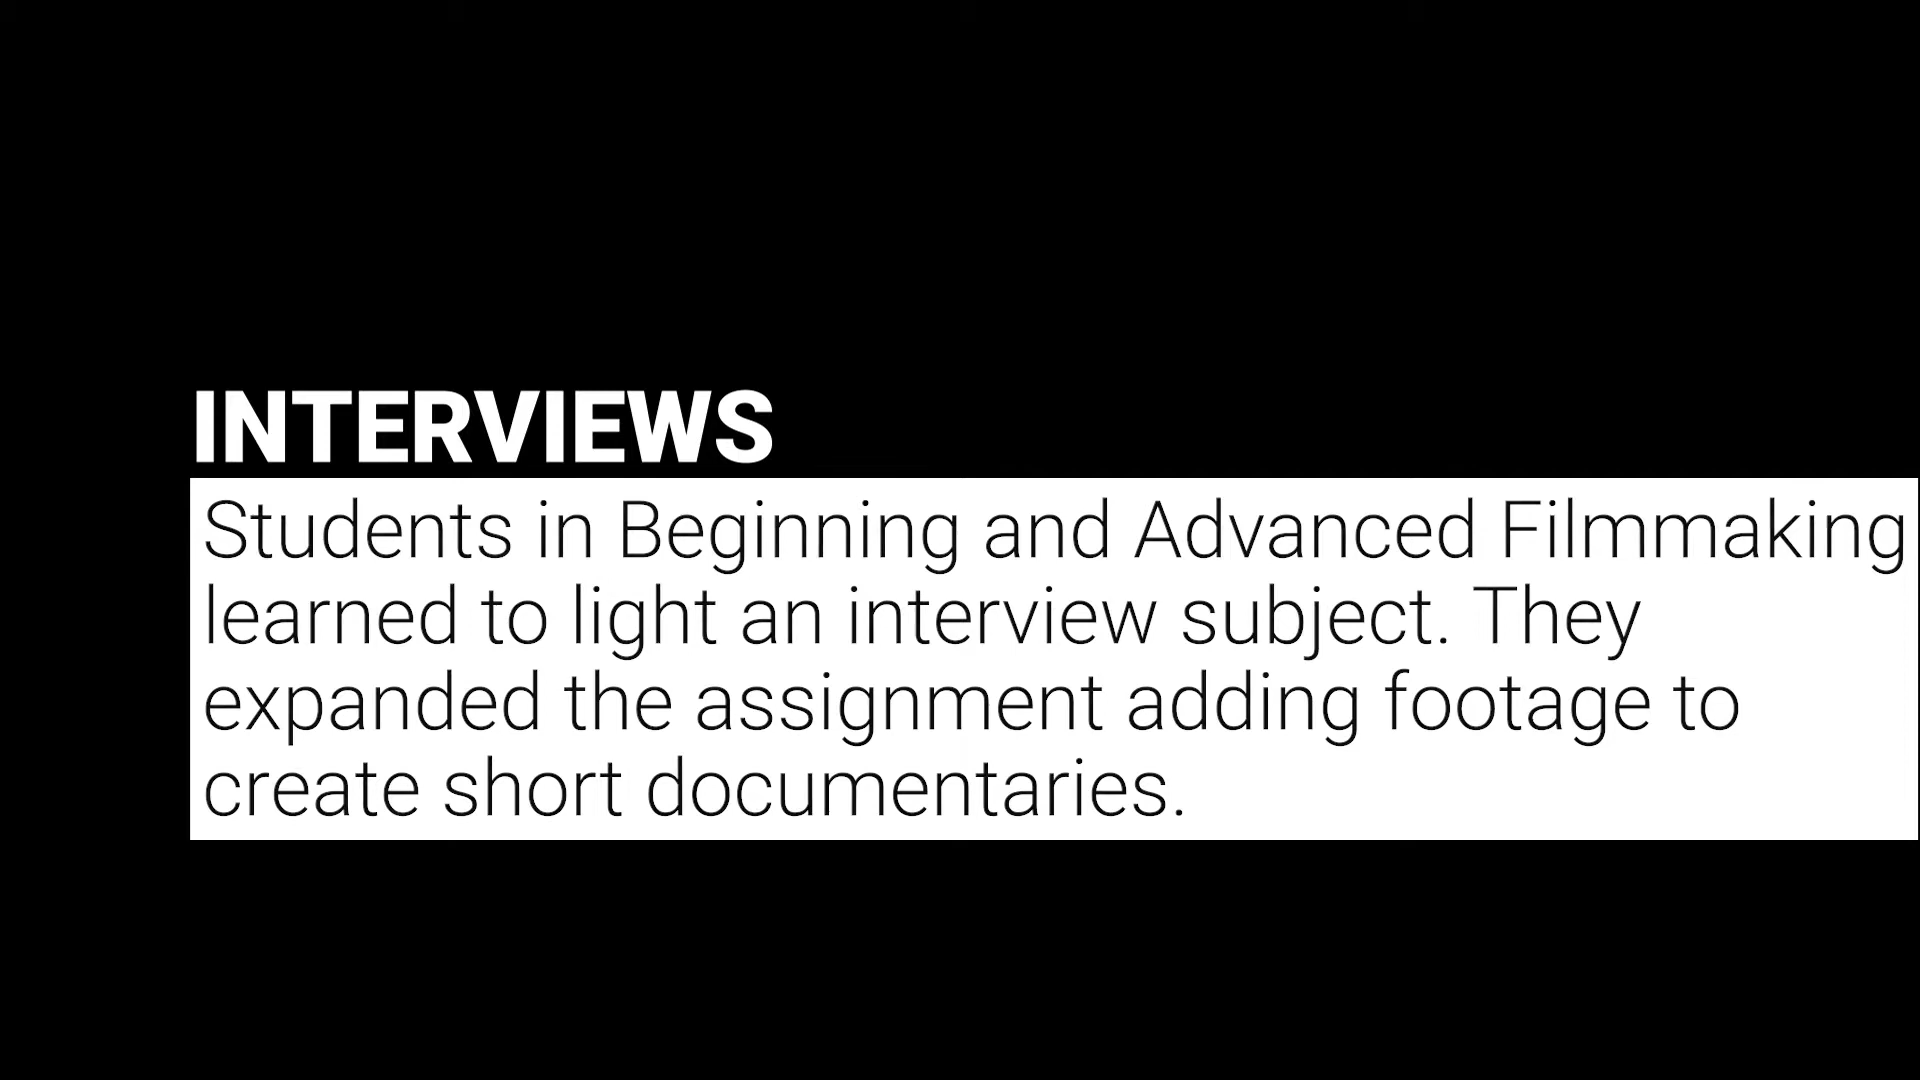 INTERVIEWS
Students in Beginning and Advanced Filmmaking
learned to light an interview subject. They
expanded the assignment adding footage to
create short documentaries.